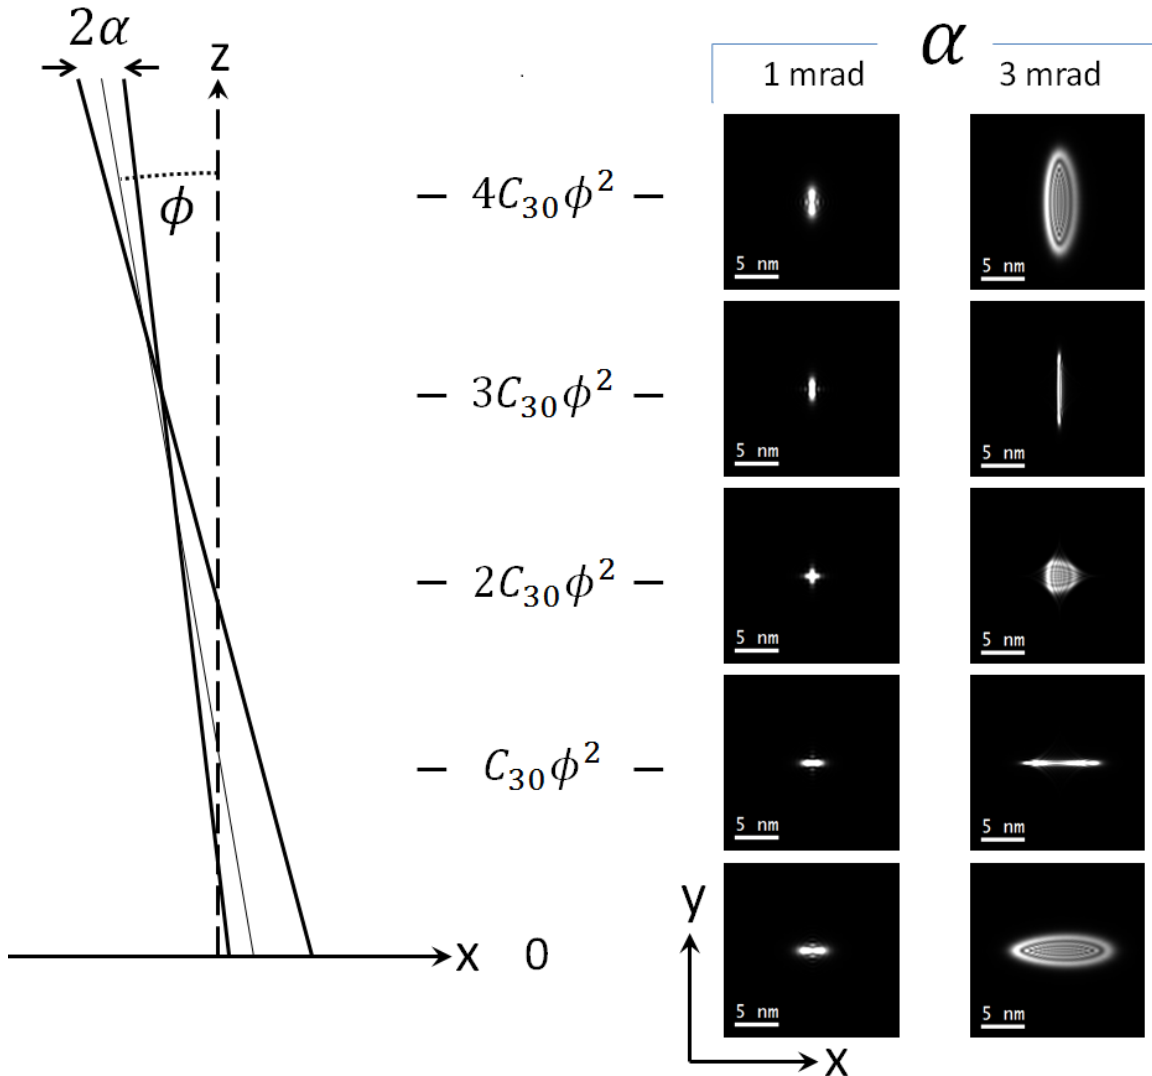 2α
z
ϕ
x
0
4C₃₀ϕ²
3C₃₀ϕ²
2C₃₀ϕ²
C₃₀ϕ²
α
1 mrad
3 mrad
5 nm
5 nm
5 nm
5 nm
5 nm
5 nm
5 nm
5 nm
5 nm
5 nm
y
x